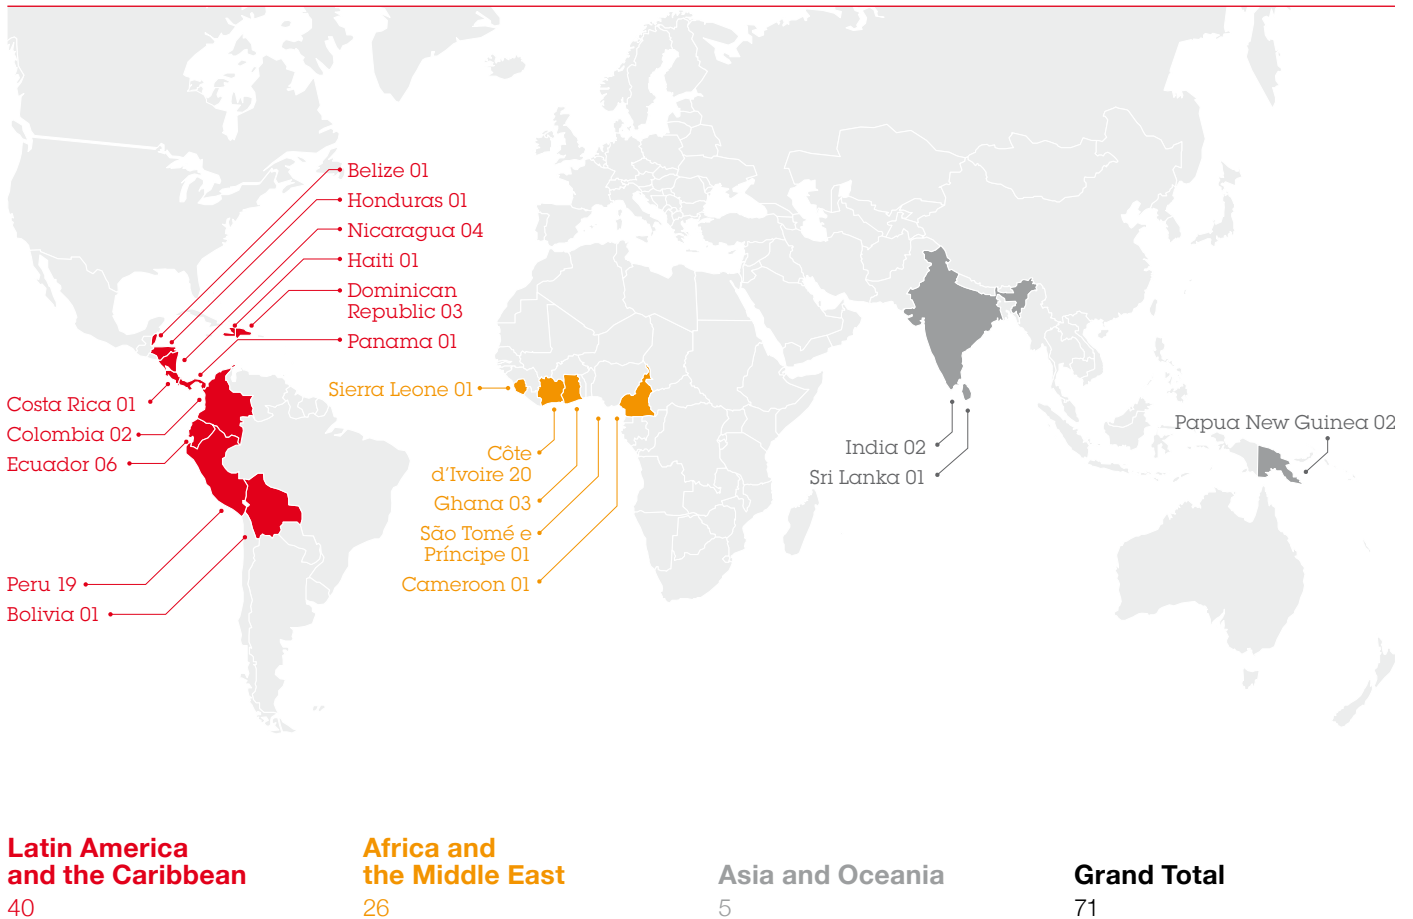 Belize 01
Honduras 01
Nicaragua 04
Haiti 01
Dominican
Republic 03
Panama 01
Costa Rica 01
Colombia 02
Ecuador 06
Peru 19
Bolivia 01
Sierra Leone 01
Côte
d'Ivoire 20
Ghana 03
São Tomé e
Príncipe 01
Cameroon 01
India 02
Sri Lanka 01
Papua New Guinea 02
Latin America
and the Caribbean
40
Africa and
the Middle East
26
Asia and Oceania
5
Grand Total
71